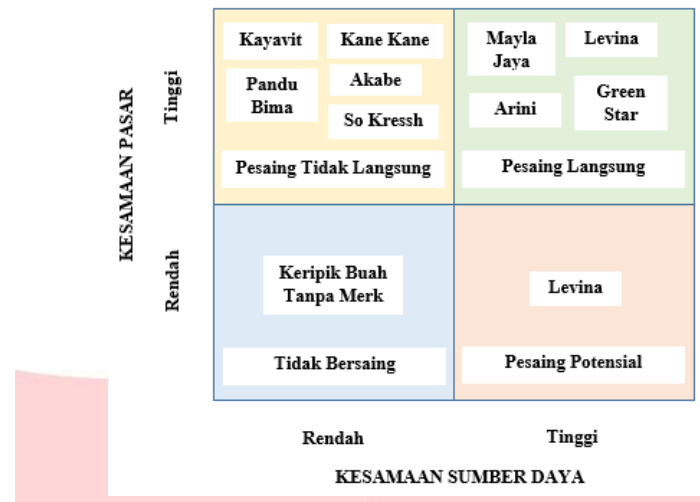 KESAMAAN PASAR
Tinggi
Kayavit
Kane Kane
Pandu
Bima
Akabe
So Kressh
Pesaing Tidak Langsung
Mayla
Jaya
Levina
Arini
Green
Star
Pesaing Langsung
Rendah
Keripik Buah
Tanpa Merk
Tidak Bersaing
Levina
Pesaing Potensial
Rendah
Tinggi
KESAMAAN SUMBER DAYA